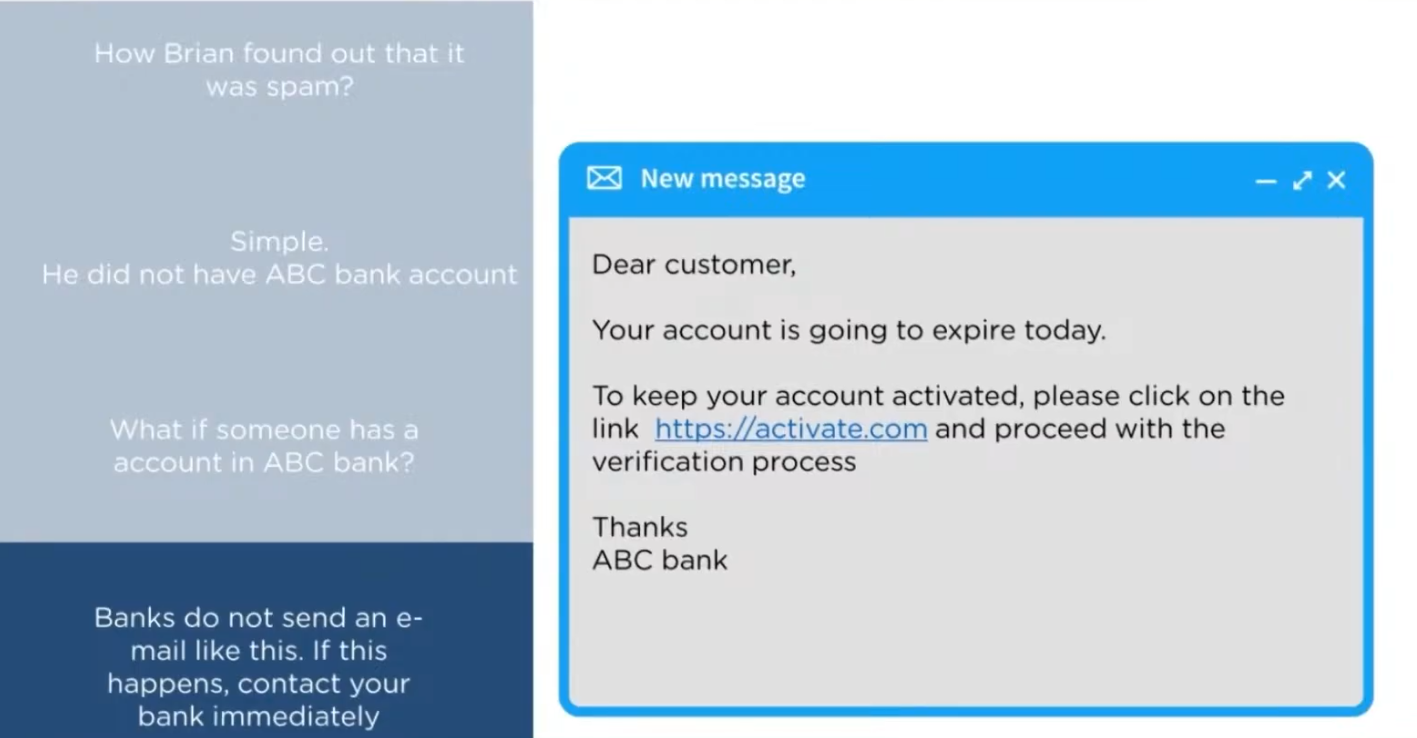 How Brian found out that it
was spam?
Simple.
He did not have ABC bank account
What if someone has a
account in ABC bank?
Banks do not send an e-
mail like this. If this
happens, contact your
bank immediately
New message
Dear customer,
Your account is going to expire today.
To keep your account activated, please click on the
link https://activate.com and proceed with the
verification process
Thanks
ABC bank